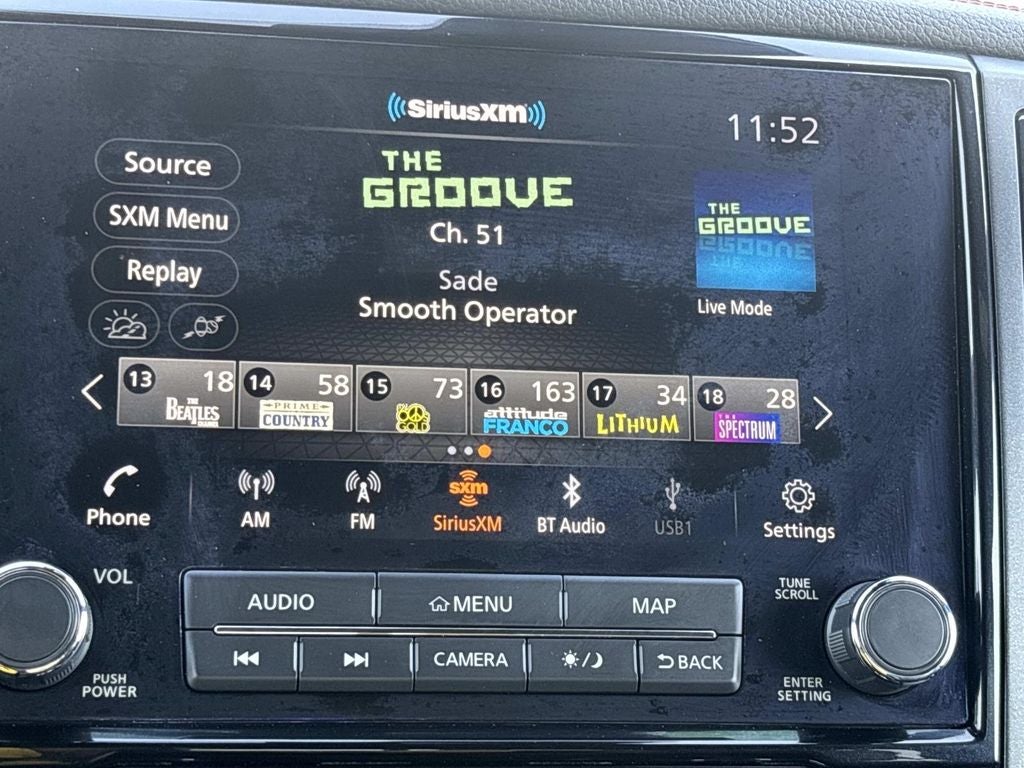 SiriusXM
11:52
Source
SXM Menu
Replay
THE
GROOVE
Ch. 51
Sade
Smooth Operator
THE
GROOVE
Live Mode
13 18
THE
BEATLES
14 58
PRIME
COUNTRY
15 73
GOLD
16 163
attitude
FRANCO
17 34
LITHIUM
18 28
THE
SPECTRUM
Phone
AM
FM
sxm
SiriusXM
BT Audio
USB1
Settings
VOL
PUSH
POWER
AUDIO
MENU
MAP
CAMERA
BACK
TUNE
SCROLL
ENTER
SETTING